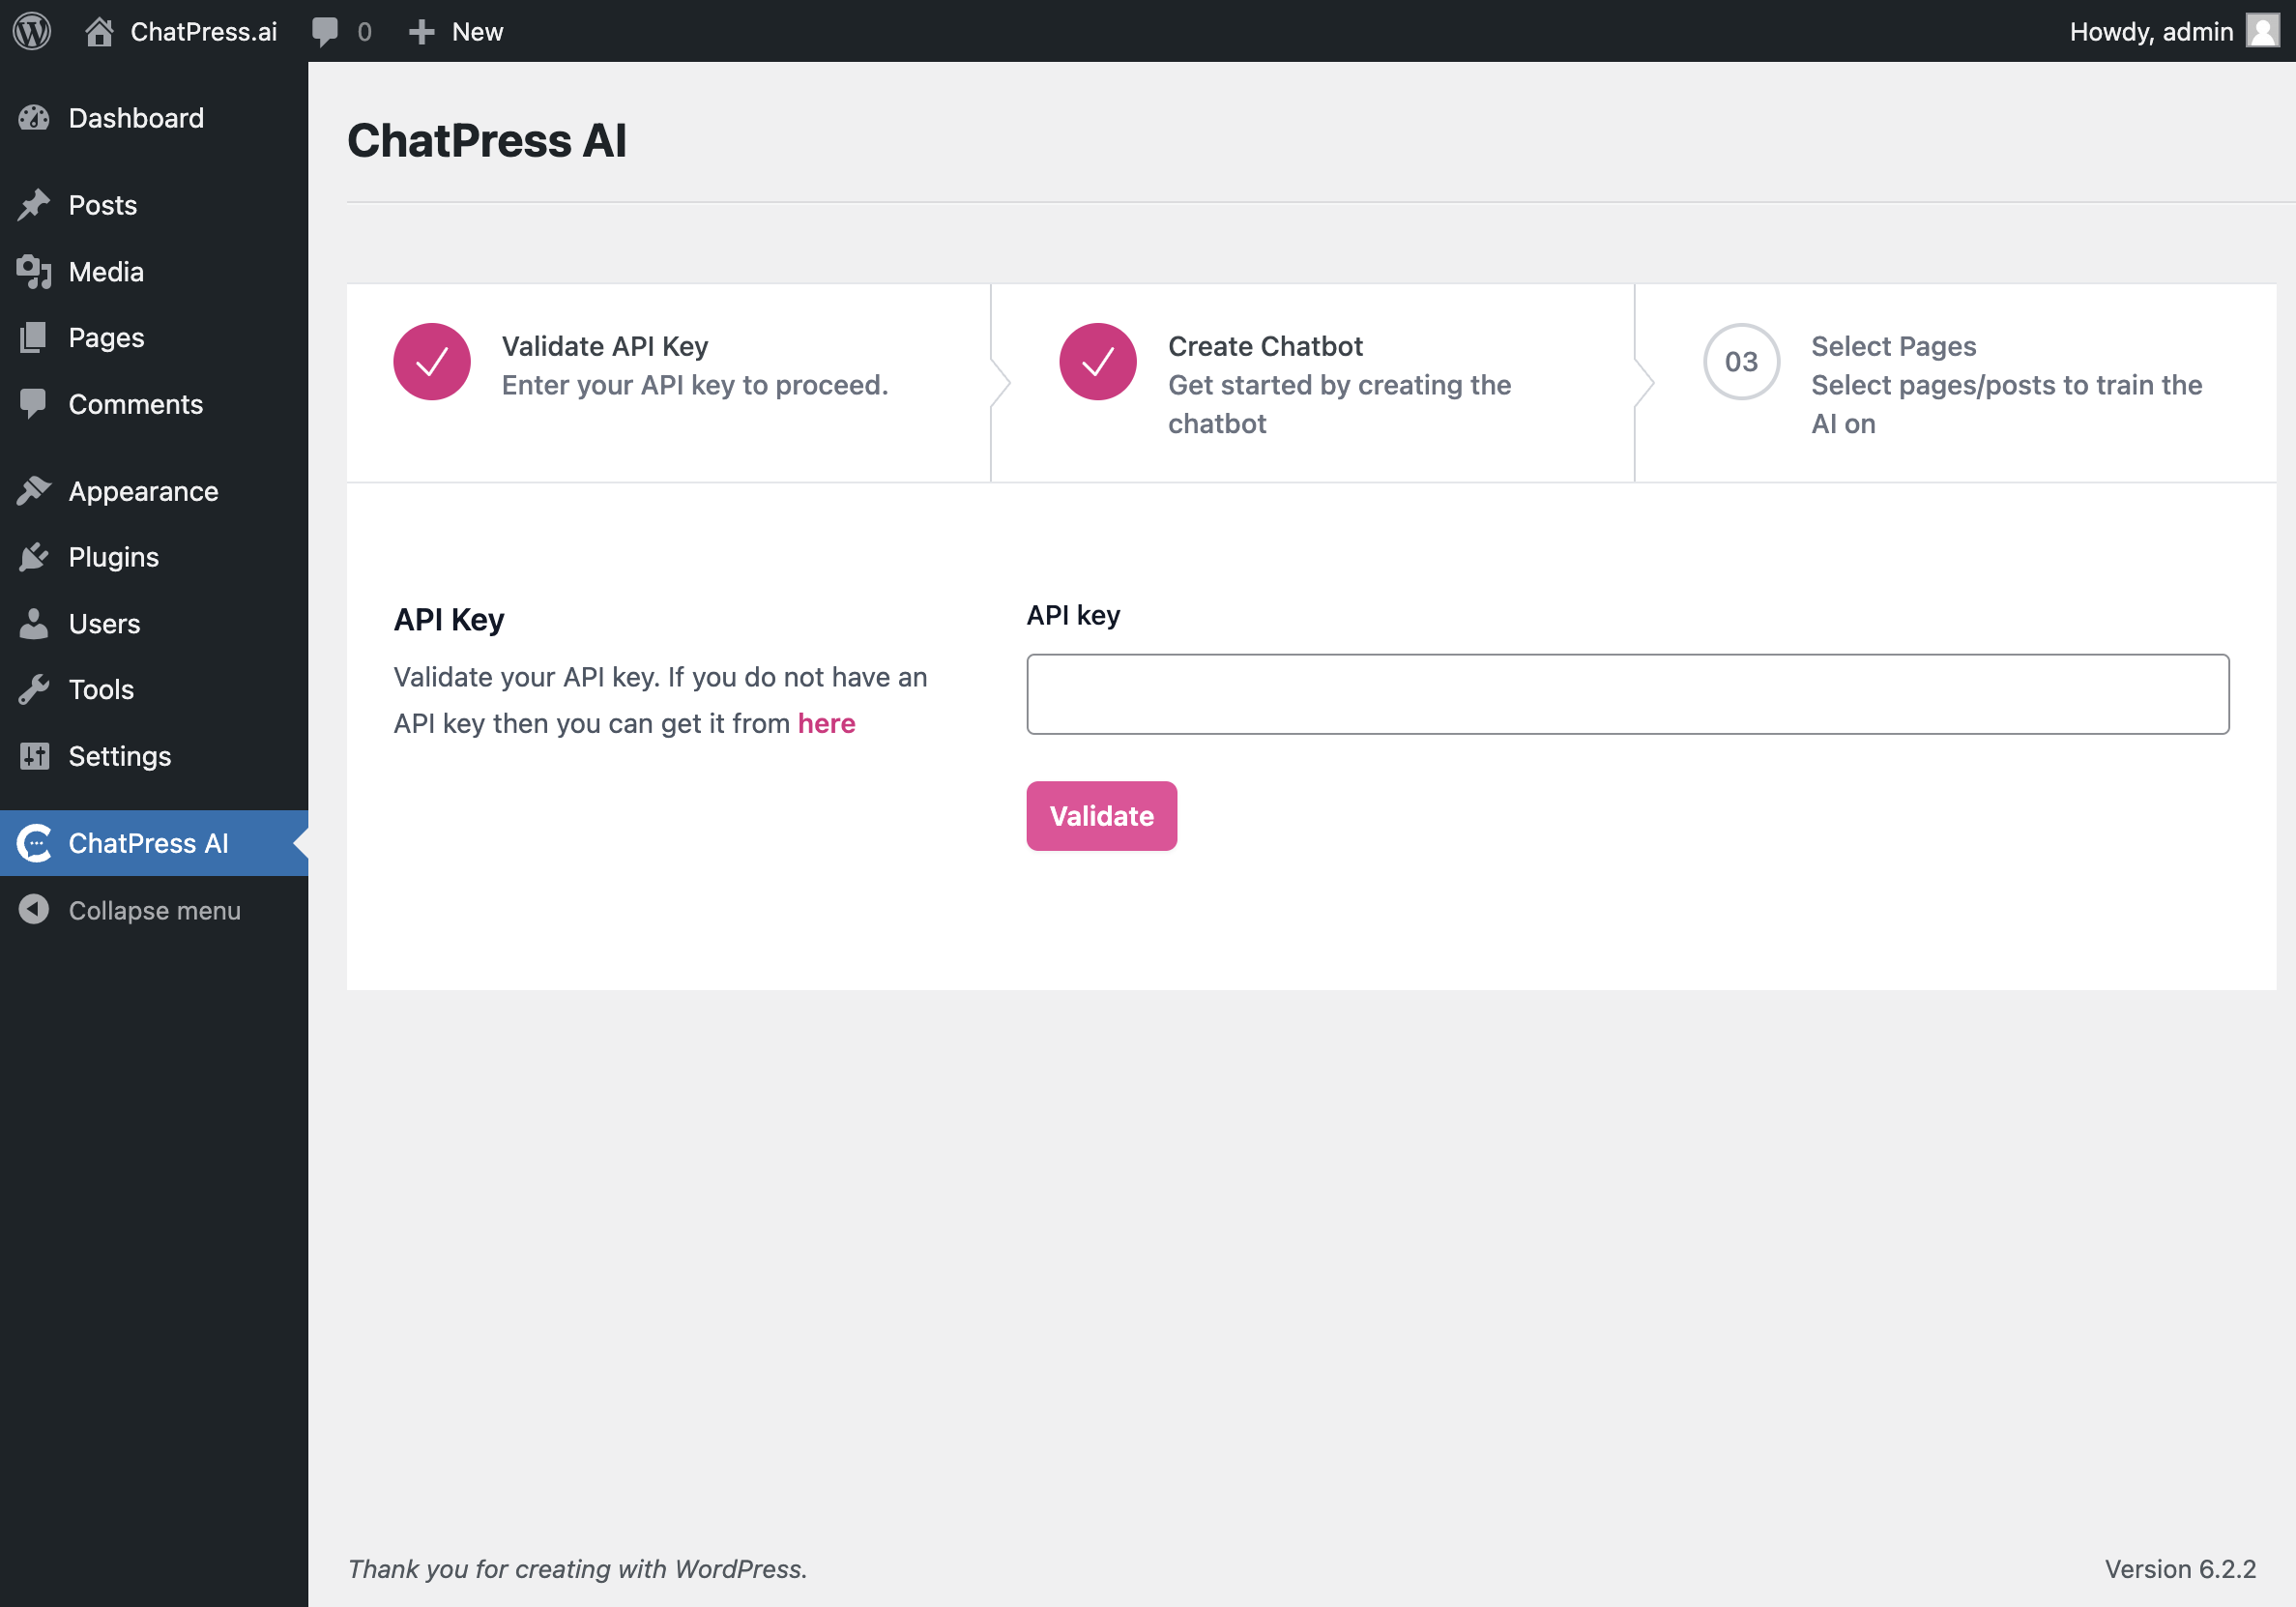 ChatPress.ai
0
New
Howdy, admin
Dashboard
Posts
Media
Pages
Comments
Appearance
Plugins
Users
Tools
Settings
ChatPress AI
Collapse menu
ChatPress AI
Validate API Key
Enter your API key to proceed.
Create Chatbot
Get started by creating the
chatbot
03
Select Pages
Select pages/posts to train the
AI on
API Key
Validate your API key. If you do not have an
API key then you can get it from here
API key
Validate
Thank you for creating with WordPress.
Version 6.2.2